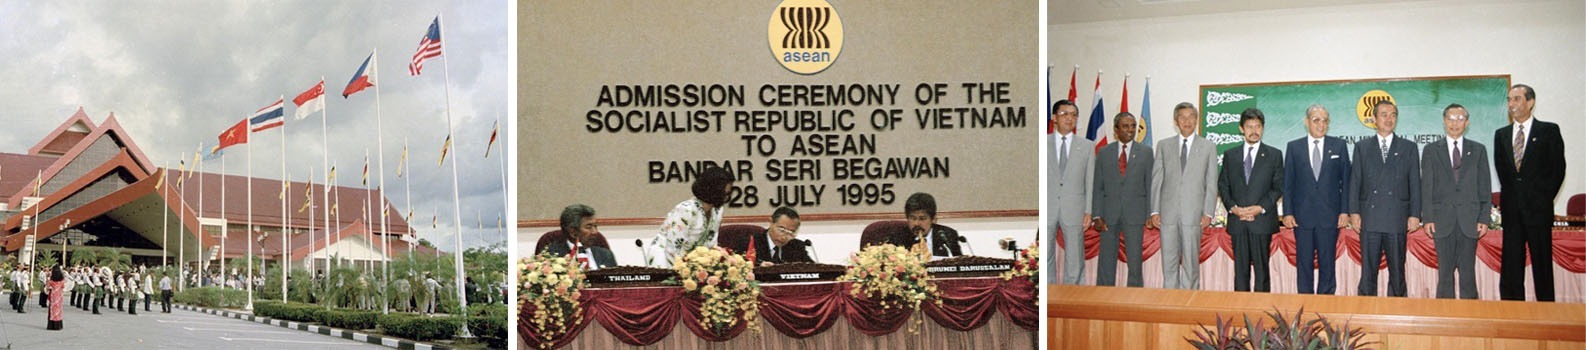 asean
ADMISSION CEREMONY OF THE
SOCIALIST REPUBLIC OF VIETNAM
TO ASEAN
BANDAR SERI BEGAWAN
28 JULY 1995
THAILAND
VIETNAM
BRUNEI DARUSSALAM
MEETING